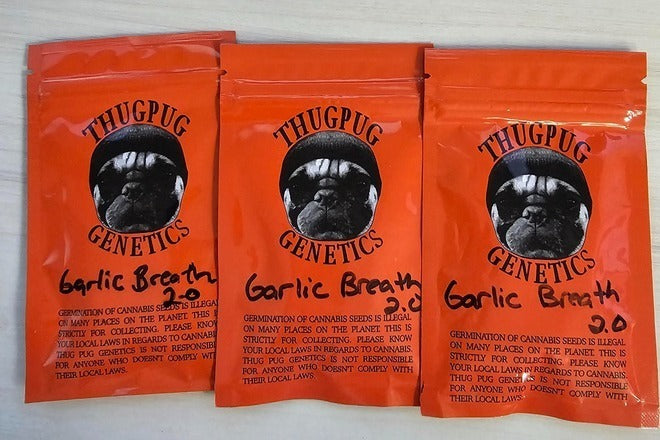 THUGPUG
GENETICS
Garlic Breath
2.0
GERMINATION OF CANNABIS SEEDS IS ILLEGAL
ON MANY PLACES ON THE PLANET THIS IS
STRICTLY FOR COLLECTING. PLEASE KNOW
YOUR LOCAL LAWS IN REGARDS TO CANNABIS.
THUG PUG GENETICS IS NOT RESPONSIBLE
FOR ANYONE WHO DOESN'T COMPLY WITH
THEIR LOCAL LAWS.
THUGPUG
GENETICS
Garlic Breath
2.0
GERMINATION OF CANNABIS SEEDS IS ILLEGAL
ON MANY PLACES ON THE PLANET THIS IS
STRICTLY FOR COLLECTING. PLEASE KNOW
YOUR LOCAL LAWS IN REGARDS TO CANNABIS.
THUG PUG GENETICS IS NOT RESPONSIBLE
FOR ANYONE WHO DOESN'T COMPLY WITH
THEIR LOCAL LAWS.
THUGPUG
GENETICS
Garlic Breath
2.0
GERMINATION OF CANNABIS SEEDS IS ILLEGAL
ON MANY PLACES ON THE PLANET THIS IS
STRICTLY FOR COLLECTING. PLEASE KNOW
YOUR LOCAL LAWS IN REGARDS TO CANNABIS.
THUG PUG GENETICS IS NOT RESPONSIBLE
FOR ANYONE WHO DOESN'T COMPLY WITH
THEIR LOCAL LAWS.